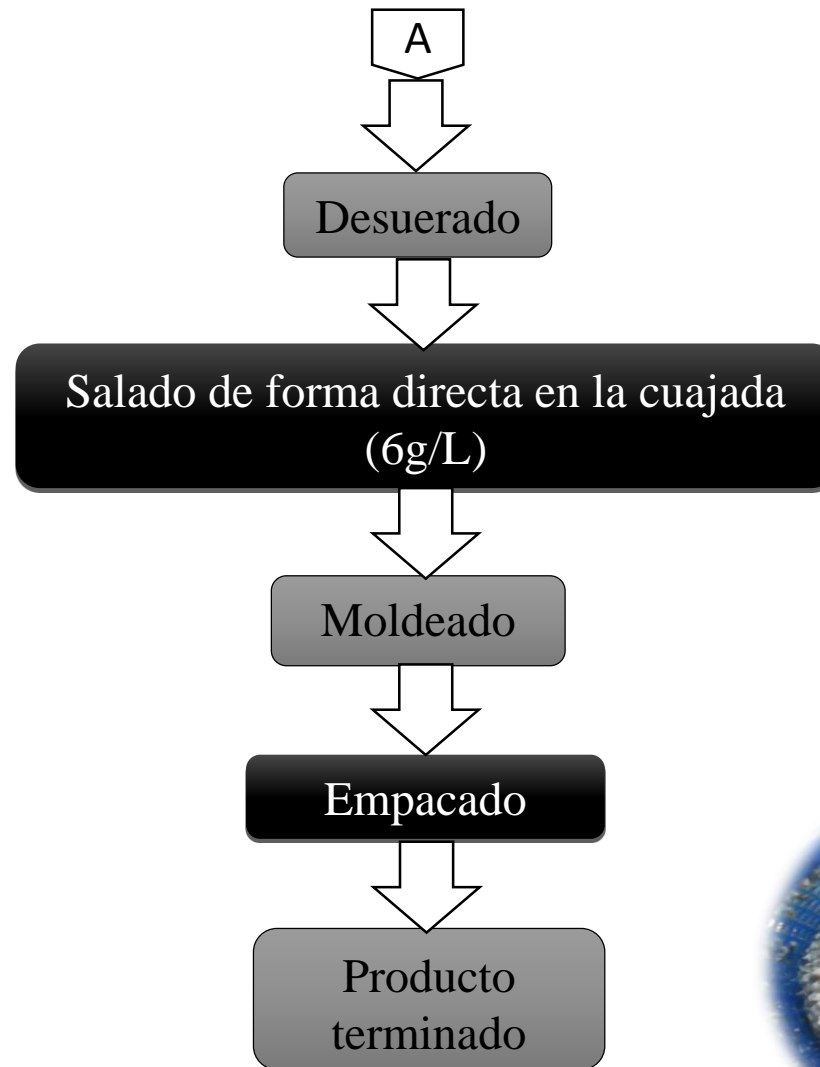 A
Desuerado
Salado de forma directa en la cuajada
(6g/L)
Moldeado
Empacado
Producto
terminado